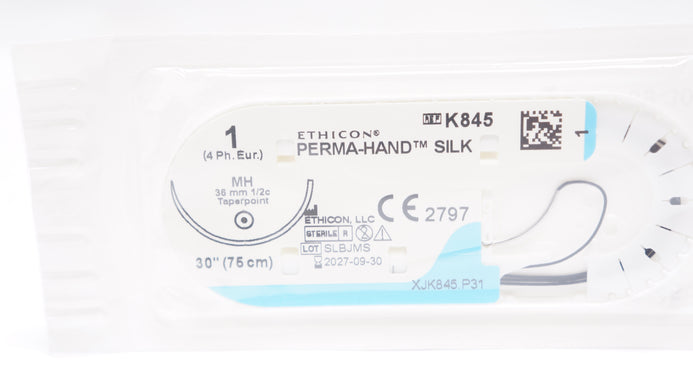 1
(4 Ph. Eur.)
MH
36 mm 1/2c
Taperpoint
30" (75 cm)
ETHICON®
PERMA-HAND™ SILK
REF K845
ETHICON, LLC
CE 2797
STERILE R
LOT SLBJMS
2027-09-30
XJK845.P31
1